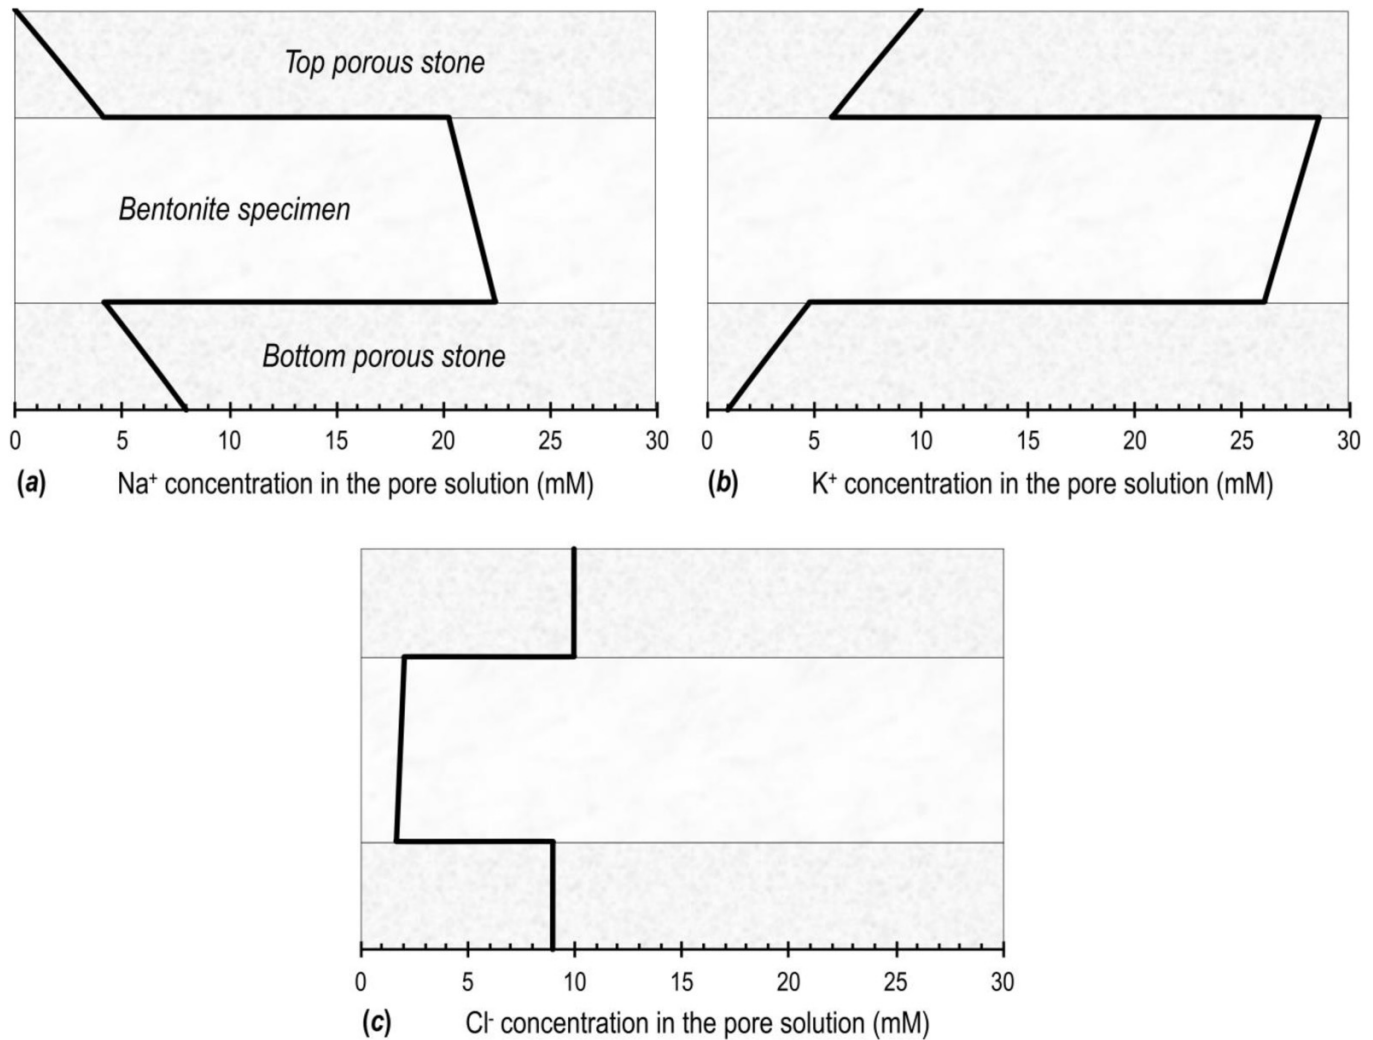 Top porous stone
Bentonite specimen
Bottom porous stone
0 5 10 15 20 25 30
(a) Na⁺ concentration in the pore solution (mM)
0 5 10 15 20 25 30
(b) K⁺ concentration in the pore solution (mM)
0 5 10 15 20 25 30
(c) Cl⁻ concentration in the pore solution (mM)